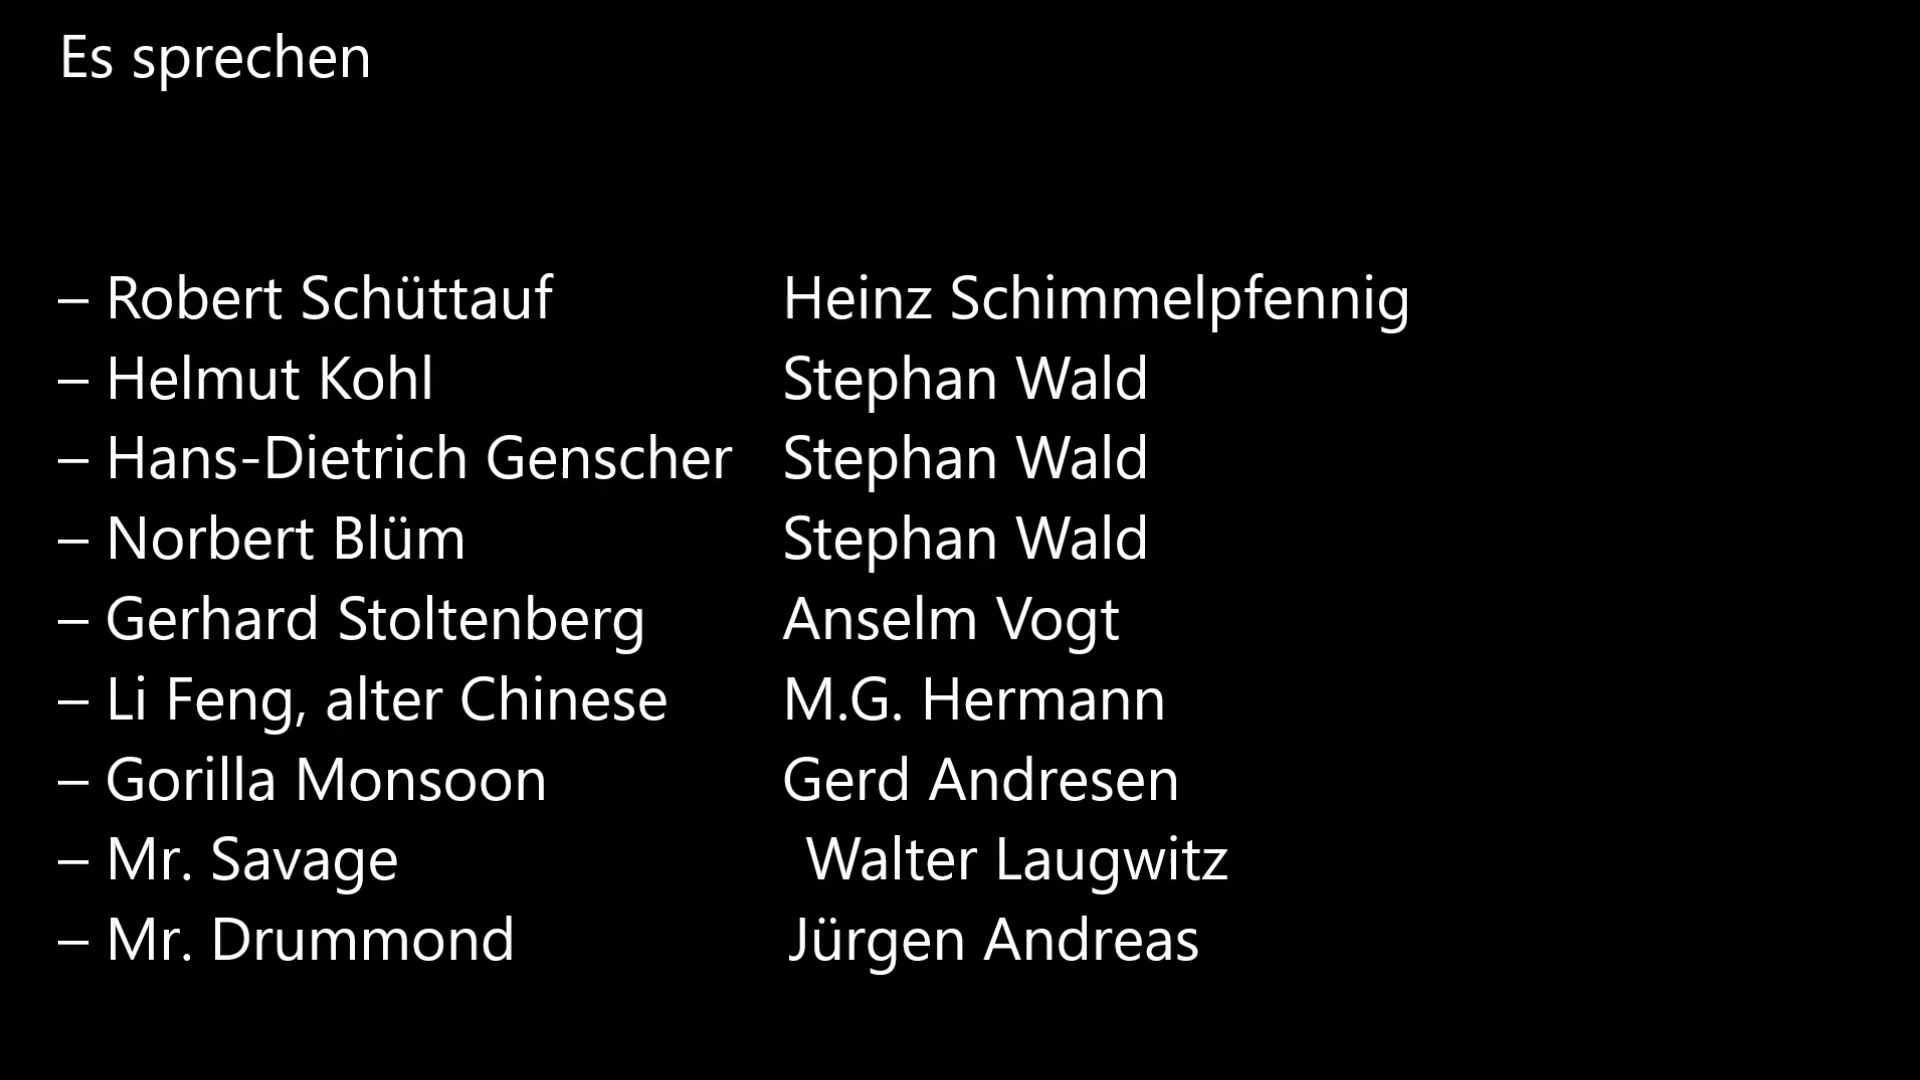 Es sprechen
– Robert Schüttauf Heinz Schimmelpfennig
– Helmut Kohl Stephan Wald
– Hans-Dietrich Genscher Stephan Wald
– Norbert Blüm Stephan Wald
– Gerhard Stoltenberg Anselm Vogt
– Li Feng, alter Chinese M.G. Hermann
– Gorilla Monsoon Gerd Andresen
– Mr. Savage Walter Laugwitz
– Mr. Drummond Jürgen Andreas